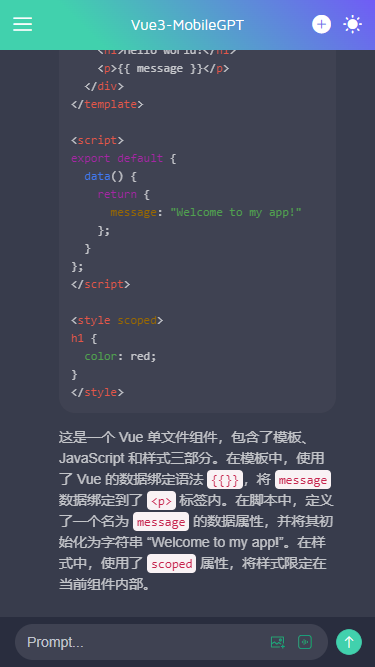 Vue3-MobileGPT
<h1>Hello world!</h1>
<p>{{ message }}</p>
</div>
</template>
<script>
export default {
data() {
return {
message: "Welcome to my app!"
};
}
};
</script>
<style scoped>
h1 {
color: red;
}
</style>
这是一个 Vue 单文件组件，包含了模板、
JavaScript 和样式三部分。在模板中，使用
了 Vue 的数据绑定语法 {{}}，将 message
数据绑定到了 <p> 标签内。在脚本中，定义
了一个名为 message 的数据属性，并将其初
始化为字符串 “Welcome to my app!”。在样
式中，使用了 scoped 属性，将样式限定在
当前组件内部。
Prompt...